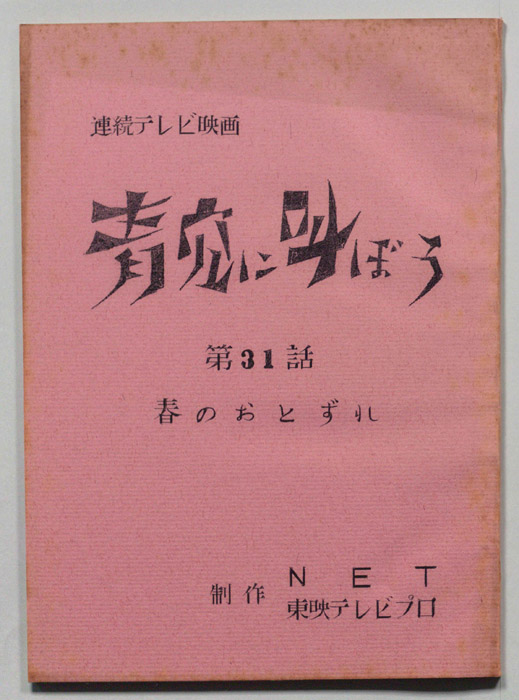 連続テレビ映画
青空に叫ぼう
第31話
春のおとずれ
制作 NET
東映テレビプロ